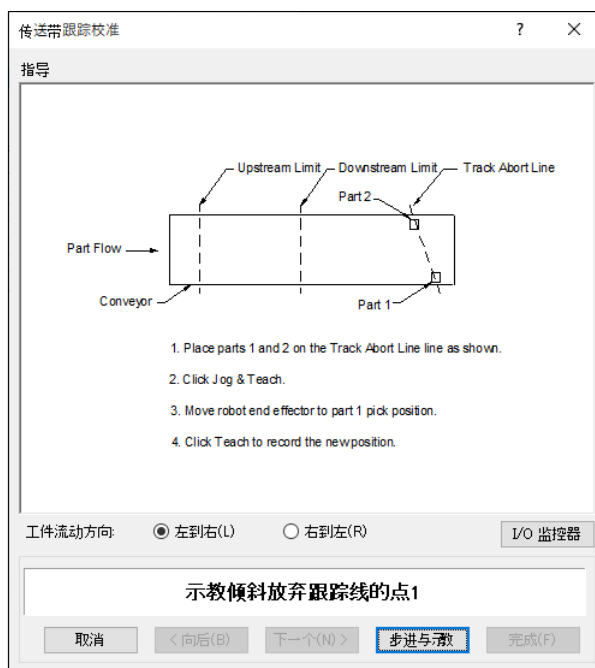 传送带跟踪校准
?
×
指导
Upstream Limit
Downstream Limit
Track Abort Line
Part 2
Part Flow
Conveyor
Part 1
1. Place parts 1 and 2 on the Track Abort Line line as shown.
2. Click Jog & Teach.
3. Move robot end effector to part 1 pick position.
4. Click Teach to record the new position.
工件流动方向:
左到右(L)
右到左(R)
I/O 监控器
示教倾斜放弃跟踪线的点1
取消
< 向后(B)
下一个(N) >
步进与示教
完成(F)